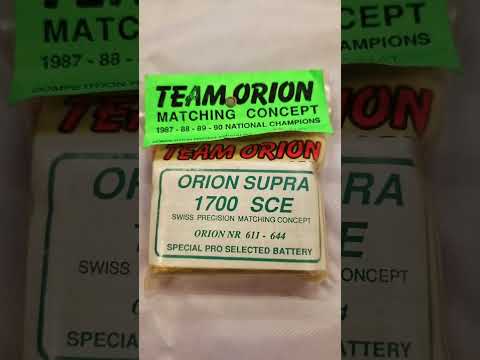 TEAM ORION
MATCHING CONCEPT
1987 - 88 - 89 - 90 NATIONAL CHAMPIONS
TEAM ORION
ORION SUPRA
1700 SCE
SWISS PRECISION MATCHING CONCEPT
ORION NR 611 - 644
SPECIAL PRO SELECTED BATTERY